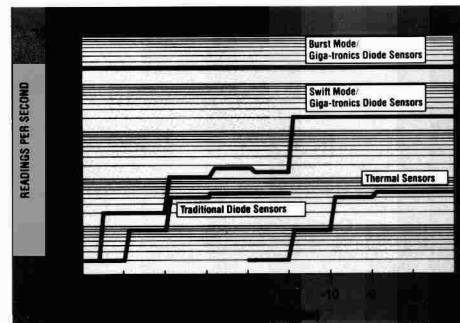 Burst Mode/
Giga-tronics Diode Sensors
Swift Mode/
Giga-tronics Diode Sensors
READINGS PER SECOND
Thermal Sensors
Traditional Diode Sensors
-10